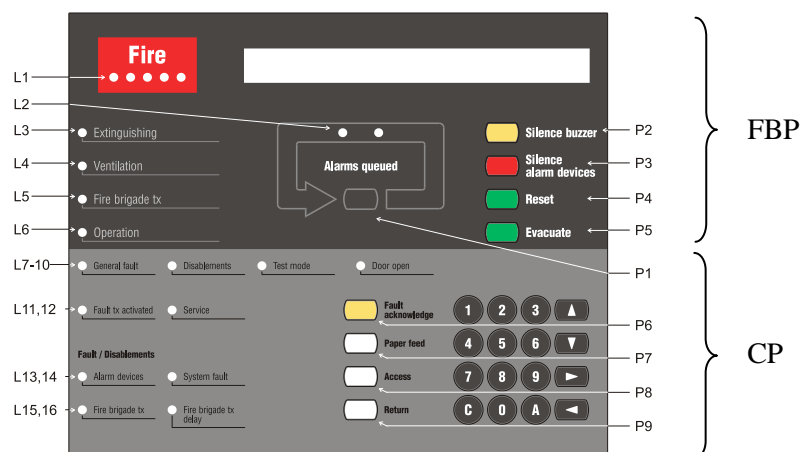 Fire
L1
L2
L3
Extinguishing
Silence buzzer
P2
FBP
L4
Ventilation
Alarms queued
Silence
alarm devices
P3
L5
Fire brigade tx
Reset
P4
L6
Operation
Evacuate
P5
L7-10
General fault
Disablements
Test mode
Door open
P1
L11,12
Fault tx activated
Service
Fault
acknowledge
1 2 3
P6
Paper feed
4 5 6
P7
CP
Fault / Disablements
L13,14
Alarm devices
System fault
Access
7 8 9
P8
L15,16
Fire brigade tx
Fire brigade tx
delay
Return
C 0 A
P9